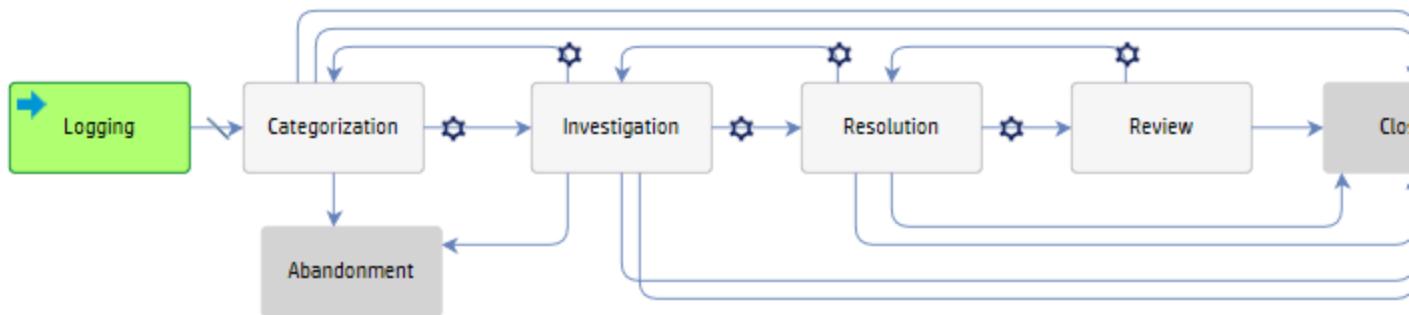 Logging
Categorization
Investigation
Resolution
Review
Abandonment